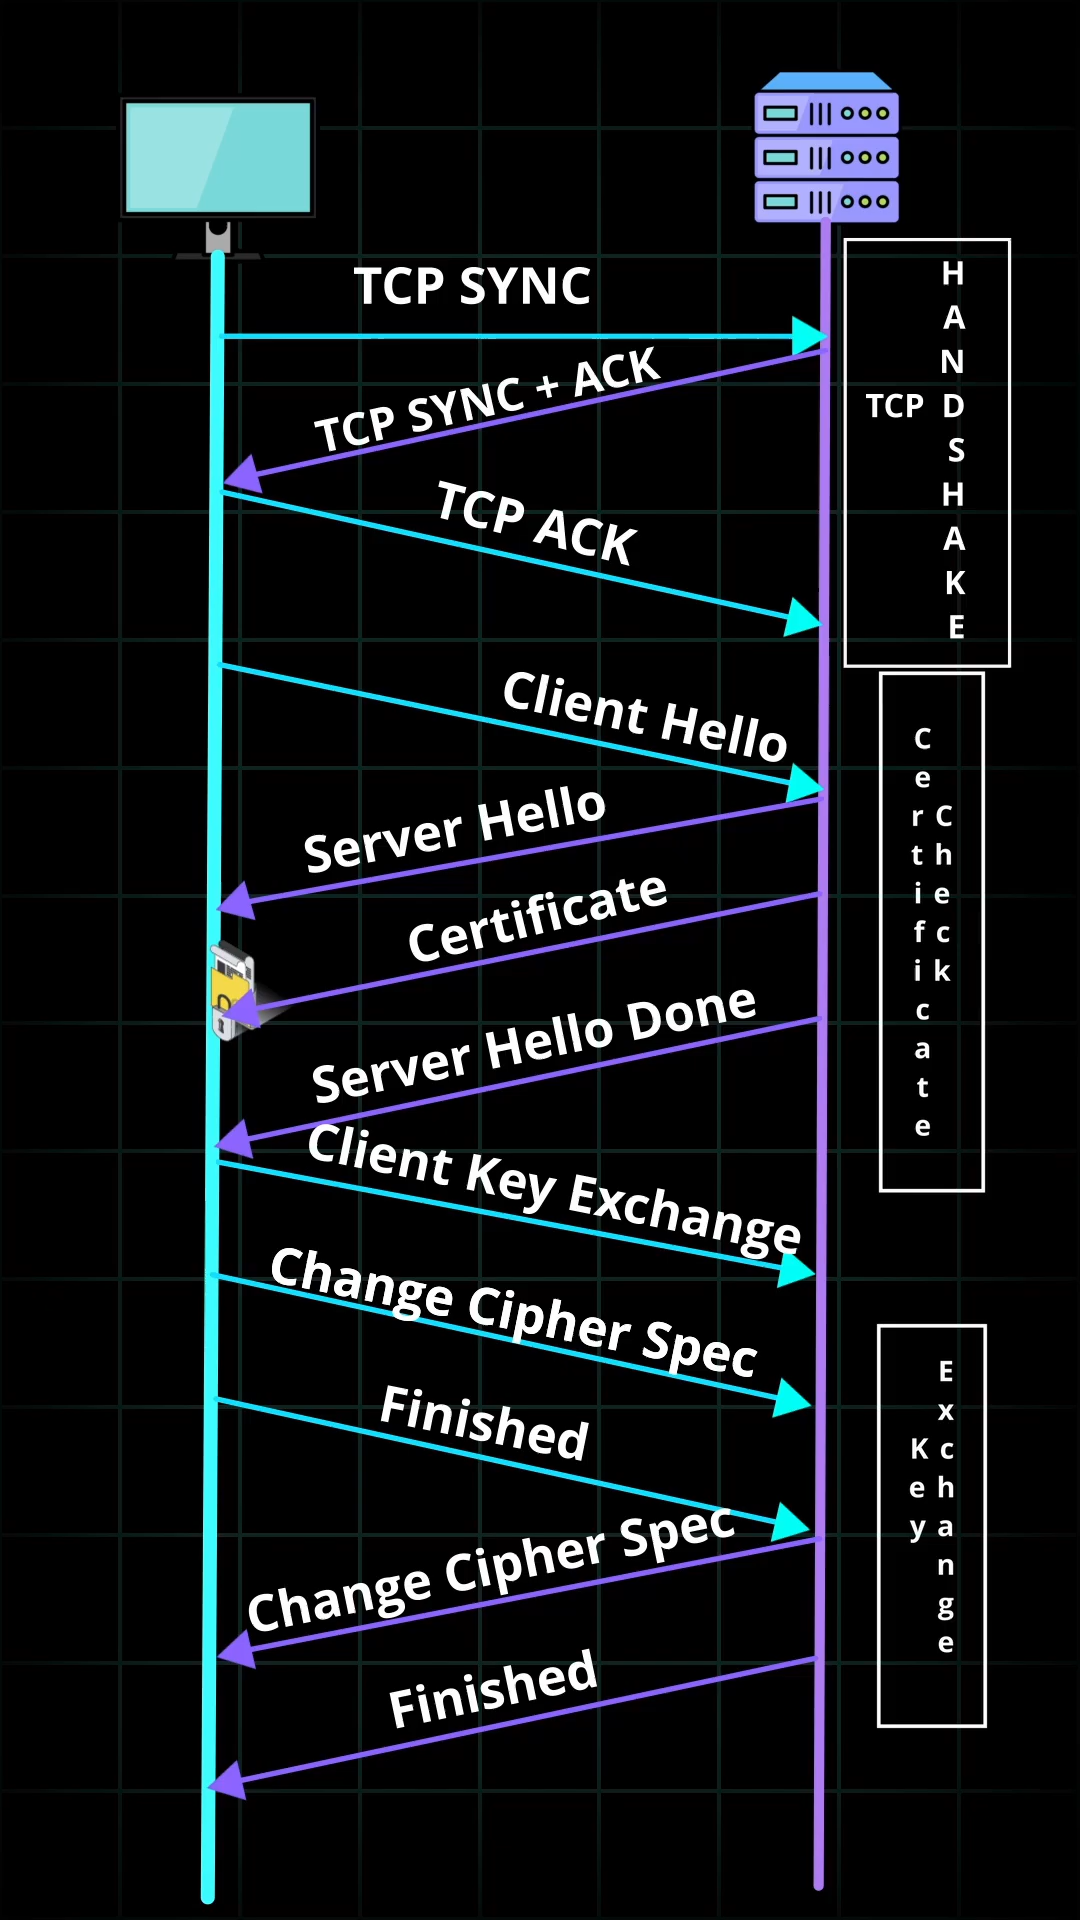 TCP SYNC
TCP SYNC + ACK
TCP ACK
TCP HANDSHAKE
Client Hello
Server Hello
Certificate
Server Hello Done
Certificate Check
Client Key Exchange
Change Cipher Spec
Finished
Change Cipher Spec
Finished
Key Exchange